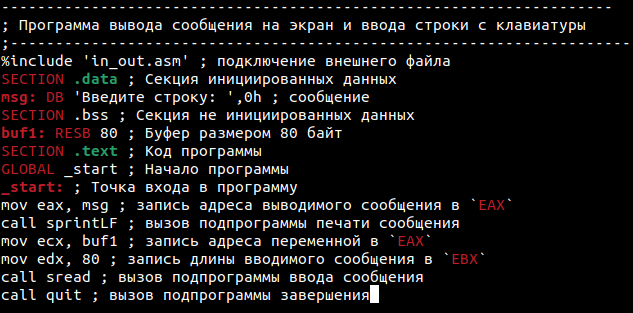 --------------------------------------------------------------------
; Программа вывода сообщения на экран и ввода строки с клавиатуры
;--------------------------------------------------------------------
%include 'in_out.asm' ; подключение внешнего файла
SECTION .data ; Секция инициированных данных
msg: DB 'Введите строку: ',0h ; сообщение
SECTION .bss ; Секция не инициированных данных
buf1: RESB 80 ; Буфер размером 80 байт
SECTION .text ; Код программы
GLOBAL _start ; Начало программы
_start: ; Точка входа в программу
mov eax, msg ; запись адреса выводимого сообщения в `EAX`
call sprintLF ; вызов подпрограммы печати сообщения
mov ecx, buf1 ; запись адреса переменной в `EAX`
mov edx, 80 ; запись длины вводимого сообщения в `EBX`
call sread ; вызов подпрограммы ввода сообщения
call quit ; вызов подпрограммы завершения